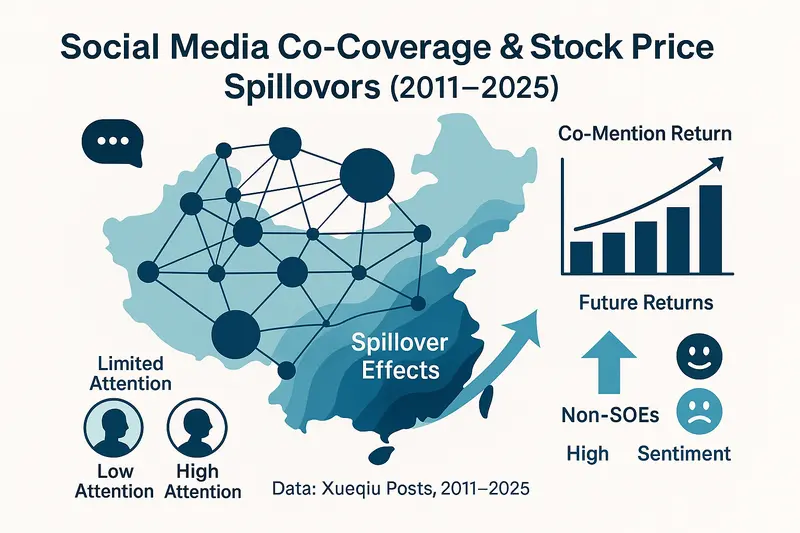 Social Media Co-Coverage & Stock Price
Spillovors (2011–2025)
Co-Mention Return
Future Returns
Spillover
Effects
Limited
Attention
Low
Attention
High
Attention
Non-SOEs
High
Sentiment
Data: Xueqiu Posts, 2011–2025